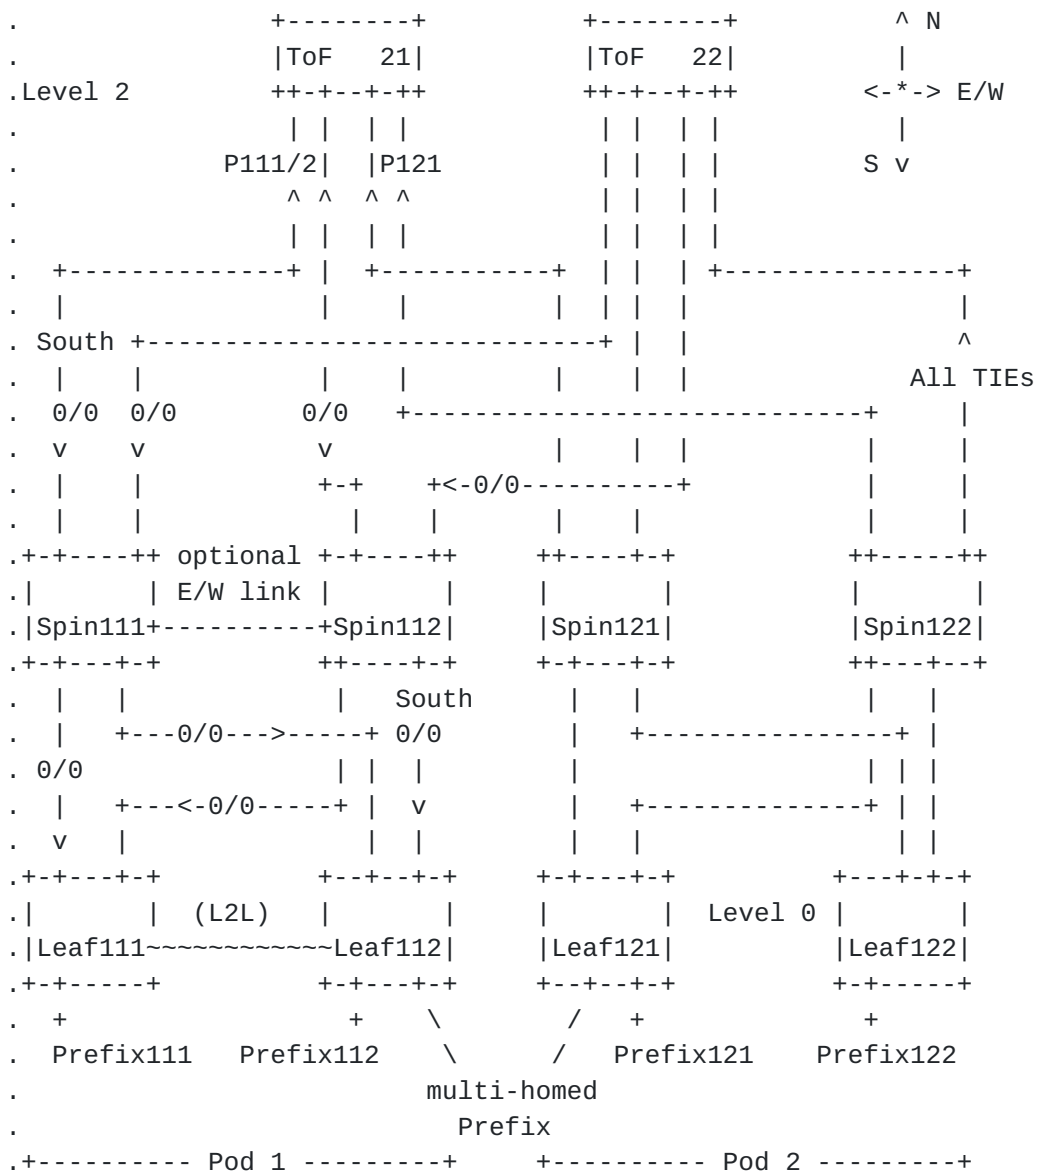 .                +--------+          +--------+          ^ N
.                |ToF   21|          |ToF   22|          |
.Level 2         ++-+--+-++          ++-+--+-++        <-*-> E/W
.                 | |  | |            | |  | |           |
.             P111/2|  |P121          | |  | |         S v
.                 ^ ^  ^ ^            | |  | |
.                 | |  | |            | |  | |
.  +--------------+ |  +-----------+  | |  | +---------------+
.  |                |    |         |  | |  |                 |
. South +-----------------------------+ |  |                 ^
.  |    |           |    |         |    |  |              All TIEs
.  0/0  0/0        0/0   +-----------------------------+     |
.  v    v           v              |    |  |           |     |
.  |    |           +-+    +<-0/0----------+           |     |
.  |    |             |    |       |    |              |     |
.+-+----++ optional +-+----++     ++----+-+           ++-----++
.|       | E/W link |       |     |       |           |       |
.|Spin111+----------+Spin112|     |Spin121|           |Spin122|
.+-+---+-+          ++----+-+     +-+---+-+           ++---+--+
.  |   |             |   South      |   |              |   |
.  |   +---0/0--->-----+ 0/0        |   +----------------+ |
. 0/0                | |  |         |                  | | |
.  |   +---<-0/0-----+ |  v         |   +--------------+ | |
.  v   |               |  |         |   |                | |
.+-+---+-+          +--+--+-+     +-+---+-+          +---+-+-+
.|       |  (L2L)   |       |     |       |  Level 0 |       |
.|Leaf111~~~~~~~~~~~~Leaf112|     |Leaf121|          |Leaf122|
.+-+-----+          +-+---+-+     +--+--+-+          +-+-----+
.  +                  +    \        /   +              +
.  Prefix111   Prefix112    \      /   Prefix121    Prefix122
.                          multi-homed
.                            Prefix
.+---------- Pod 1 ---------+     +---------- Pod 2 ---------+